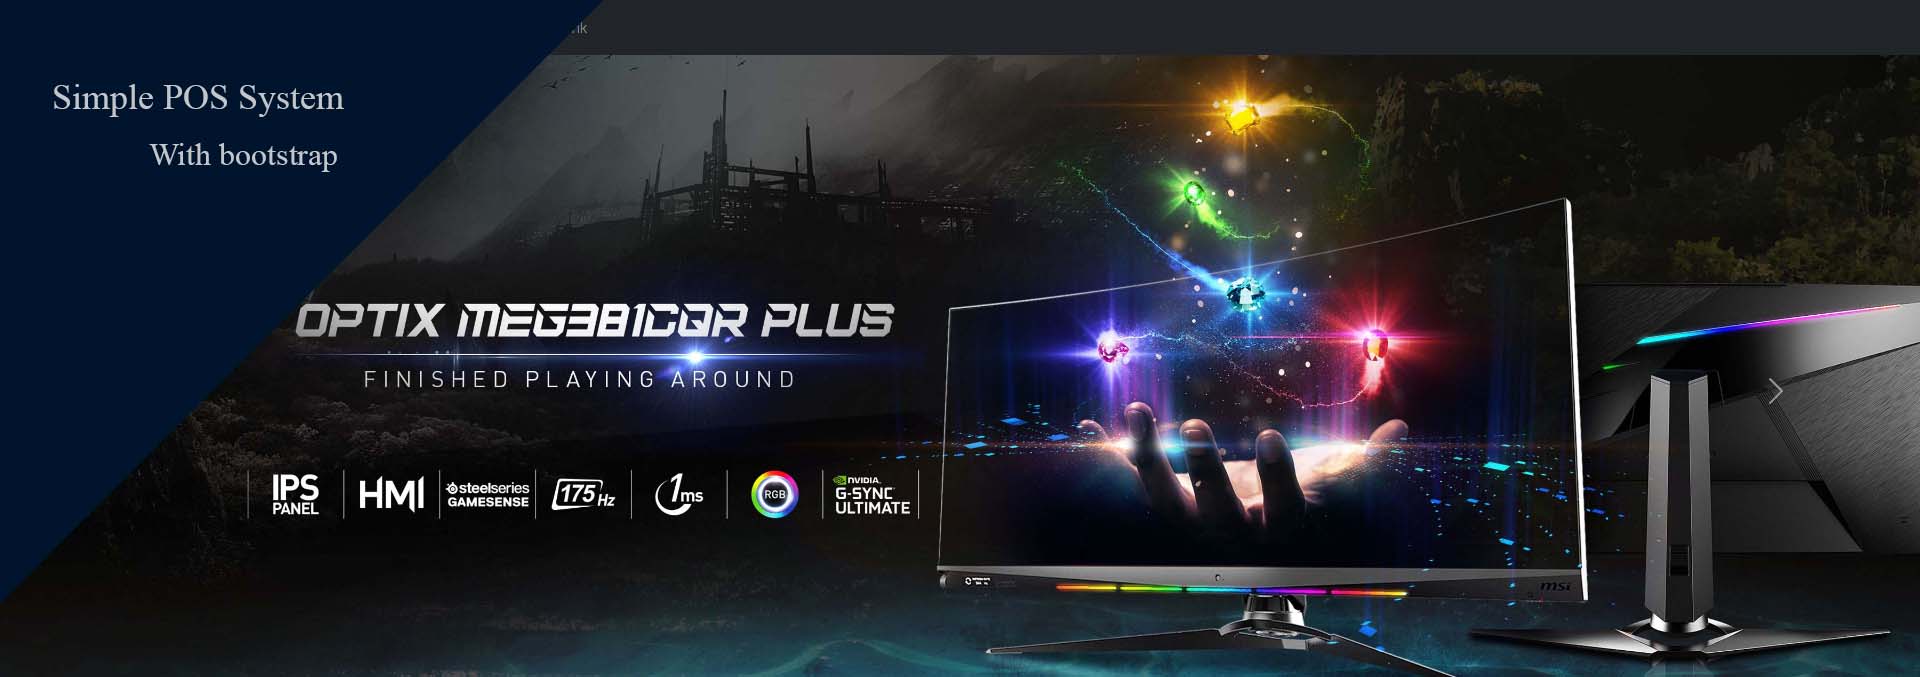 Simple POS System
With bootstrap
OPTIX MEG381CQR PLUS
FINISHED PLAYING AROUND
IPS
PANEL
HMI
steelseries
GAMESENSE
175Hz
1ms
RGB
NVIDIA.
G-SYNC
ULTIMATE
msi